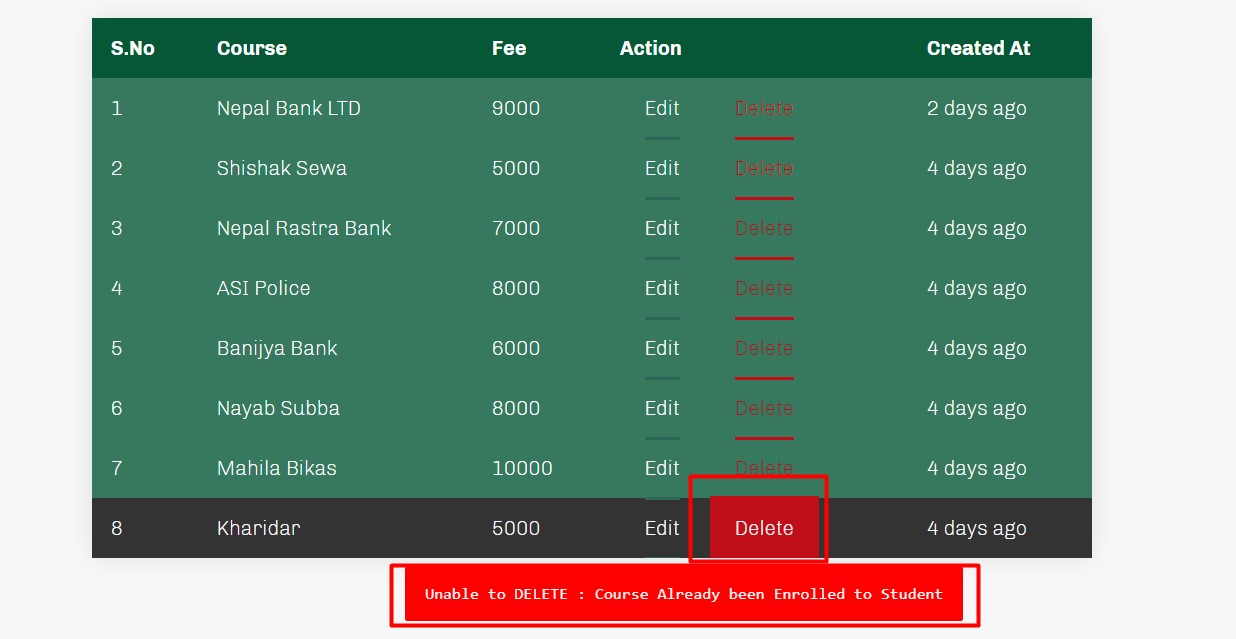 S.No Course Fee Action Created At
1 Nepal Bank LTD 9000 Edit Delete 2 days ago
2 Shishak Sewa 5000 Edit Delete 4 days ago
3 Nepal Rastra Bank 7000 Edit Delete 4 days ago
4 ASI Police 8000 Edit Delete 4 days ago
5 Banijya Bank 6000 Edit Delete 4 days ago
6 Nayab Subba 8000 Edit Delete 4 days ago
7 Mahila Bikas 10000 Edit Delete 4 days ago
8 Kharidar 5000 Edit Delete 4 days ago
Unable to DELETE : Course Already been Enrolled to Student